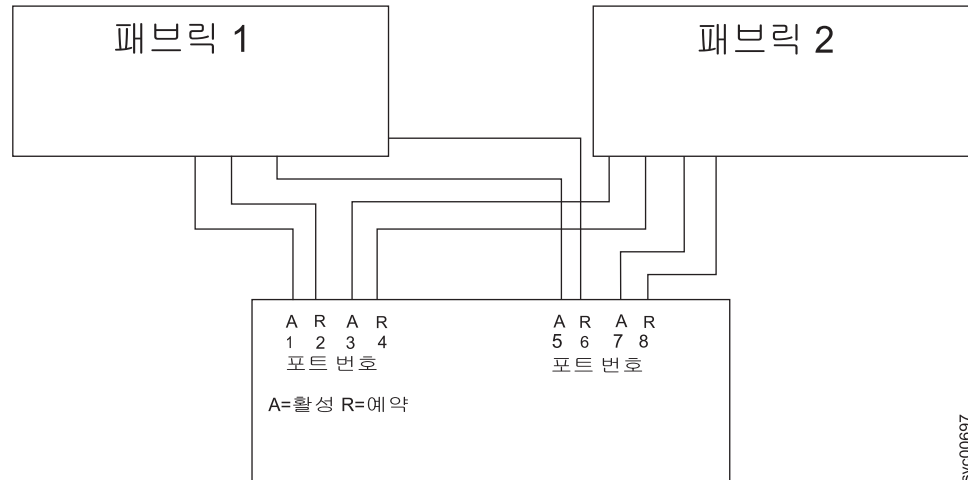 패브릭 1
패브릭 2
A R A R
1 2 3 4
포트 번호
A R A R
5 6 7 8
포트 번호
A=활성 R=예약
svc00697